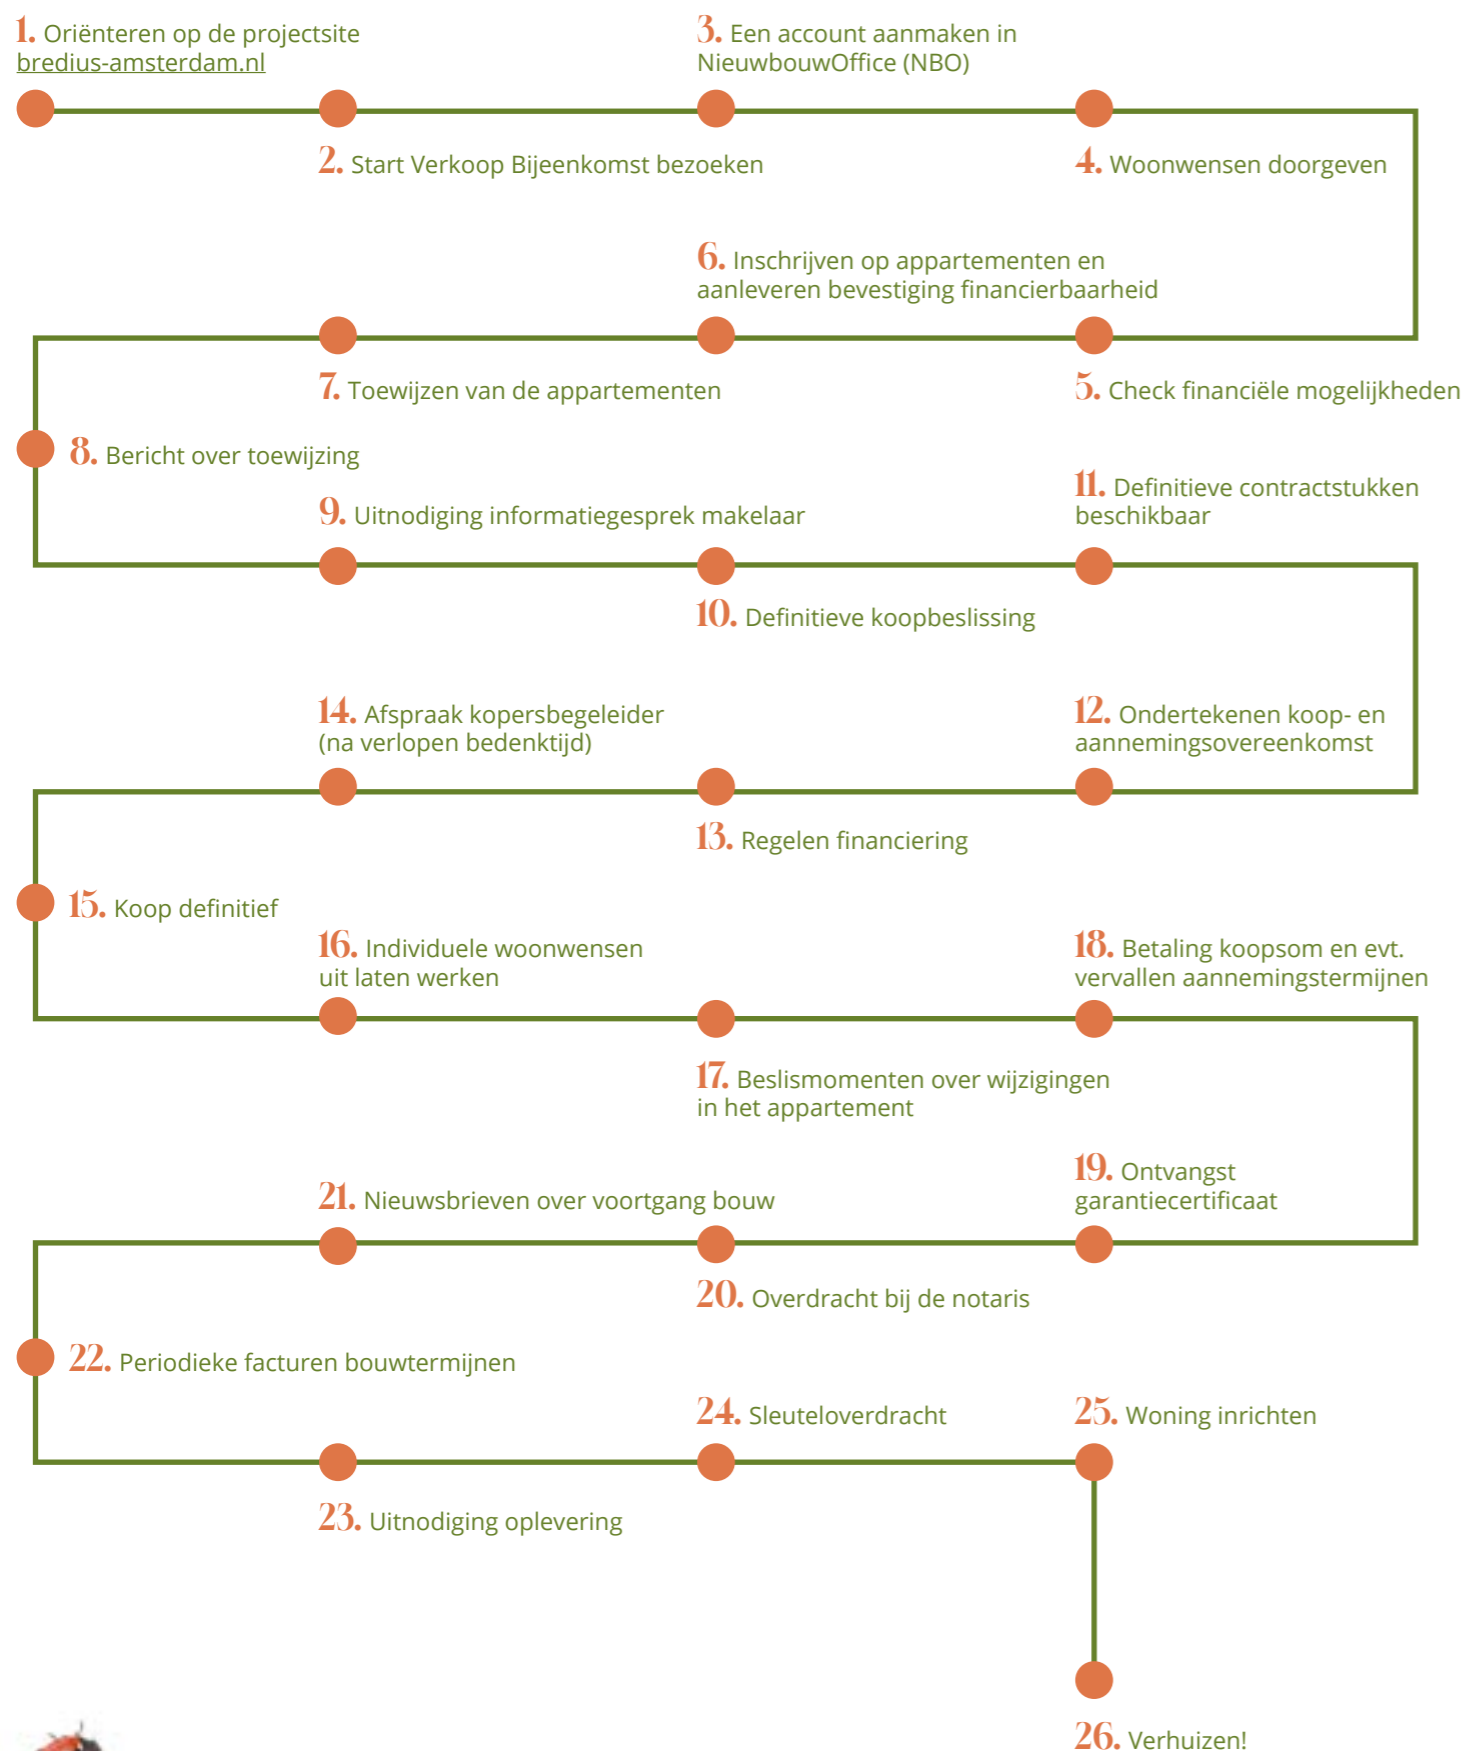 1. Oriënteren op de projectsite
bredius-amsterdam.nl
2. Start Verkoop Bijeenkomst bezoeken
3. Een account aanmaken in
NieuwbouwOffice (NBO)
4. Woonwensen doorgeven
5. Check financiële mogelijkheden
6. Inschrijven op appartementen en
aanleveren bevestiging financierbaarheid
7. Toewijzen van de appartementen
8. Bericht over toewijzing
9. Uitnodiging informatiegesprek makelaar
10. Definitieve koopbeslissing
11. Definitieve contractstukken
beschikbaar
12. Ondertekenen koop- en
aannemingsovereenkomst
13. Regelen financiering
14. Afspraak kopersbegeleider
(na verlopen bedenktijd)
15. Koop definitief
16. Individuele woonwensen
uit laten werken
17. Beslismomenten over wijzigingen
in het appartement
18. Betaling koopsom en evt.
vervallen aannemingstermijnen
19. Ontvangst
garantiecertificaat
20. Overdracht bij de notaris
21. Nieuwsbrieven over voortgang bouw
22. Periodieke facturen bouwtermijnen
23. Uitnodiging oplevering
24. Sleuteloverdracht
25. Woning inrichten
26. Verhuizen!